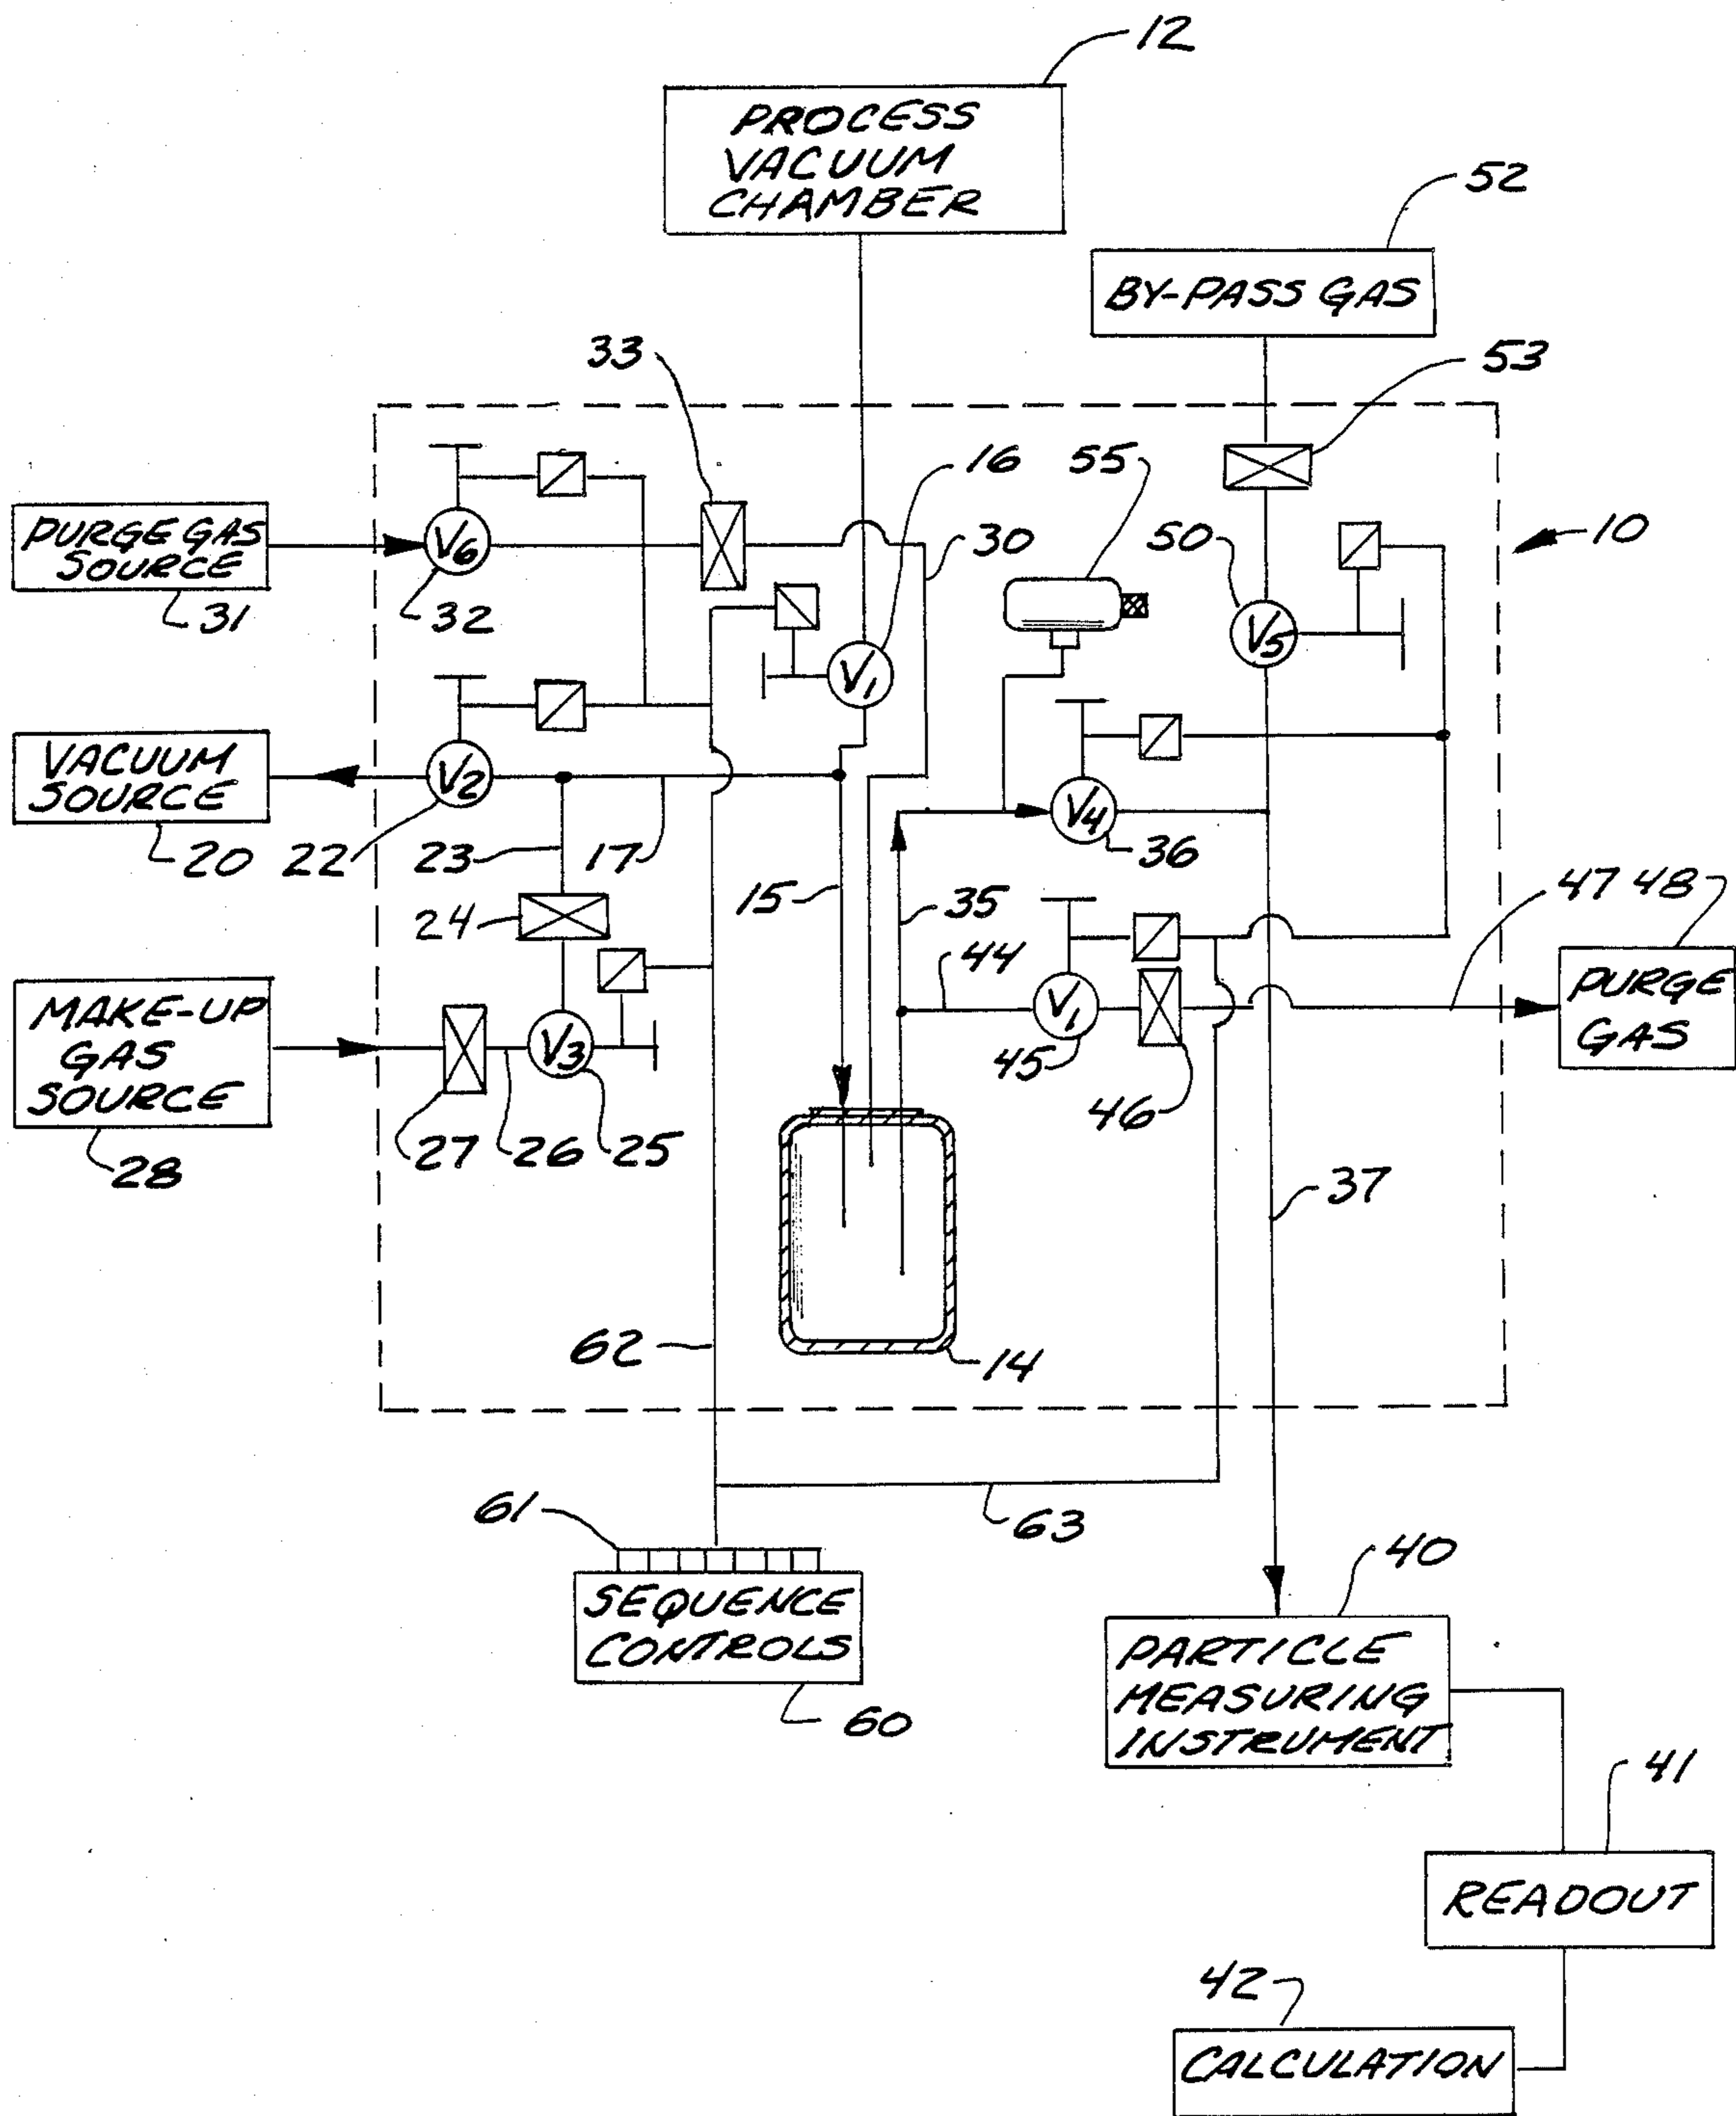 12
PROCESS
VACUUM
CHAMBER
52
BY-PASS GAS
33
53
16
55
PURGE GAS
SOURCE
V6
30
50
10
31
32
V1
V5
VACUUM
SOURCE
V2
V4
20
22
23
17
36
15
35
47
48
24
44
MAKE-UP
GAS
SOURCE
V3
V1
PURGE
GAS
45
46
28
27
26
25
37
62
14
61
63
40
SEQUENCE
CONTROLS
PARTICLE
MEASURING
INSTRUMENT
60
41
READOUT
42
CALCULATION